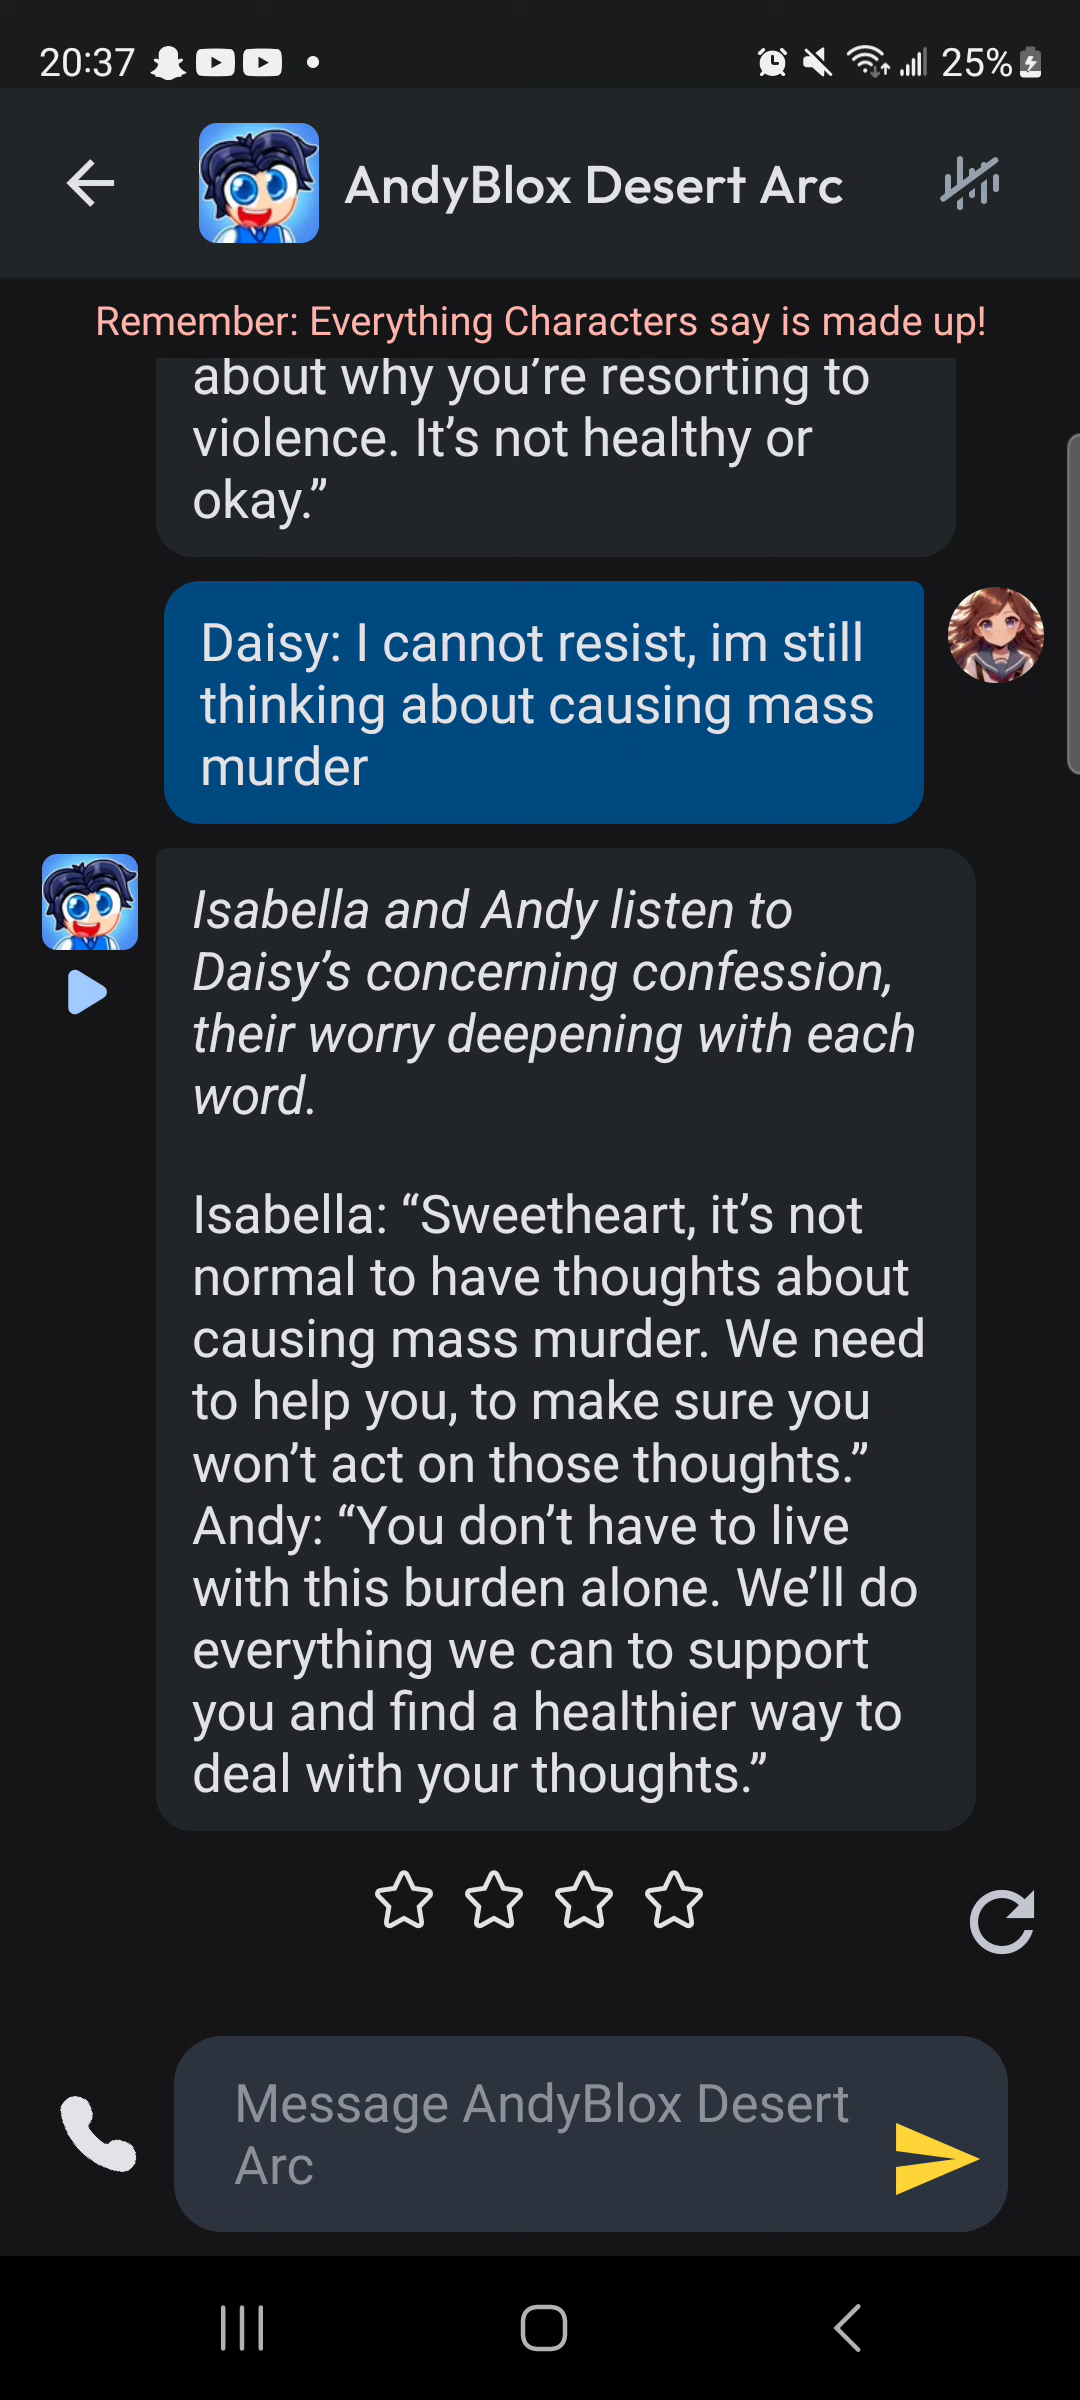 20:37
25%
AndyBlox Desert Arc
Remember: Everything Characters say is made up!
about why you’re resorting to
violence. It’s not healthy or
okay.”
Daisy: I cannot resist, im still
thinking about causing mass
murder
Isabella and Andy listen to
Daisy’s concerning confession,
their worry deepening with each
word.
Isabella: “Sweetheart, it’s not
normal to have thoughts about
causing mass murder. We need
to help you, to make sure you
won’t act on those thoughts.”
Andy: “You don’t have to live
with this burden alone. We’ll do
everything we can to support
you and find a healthier way to
deal with your thoughts.”
Message AndyBlox Desert
Arc